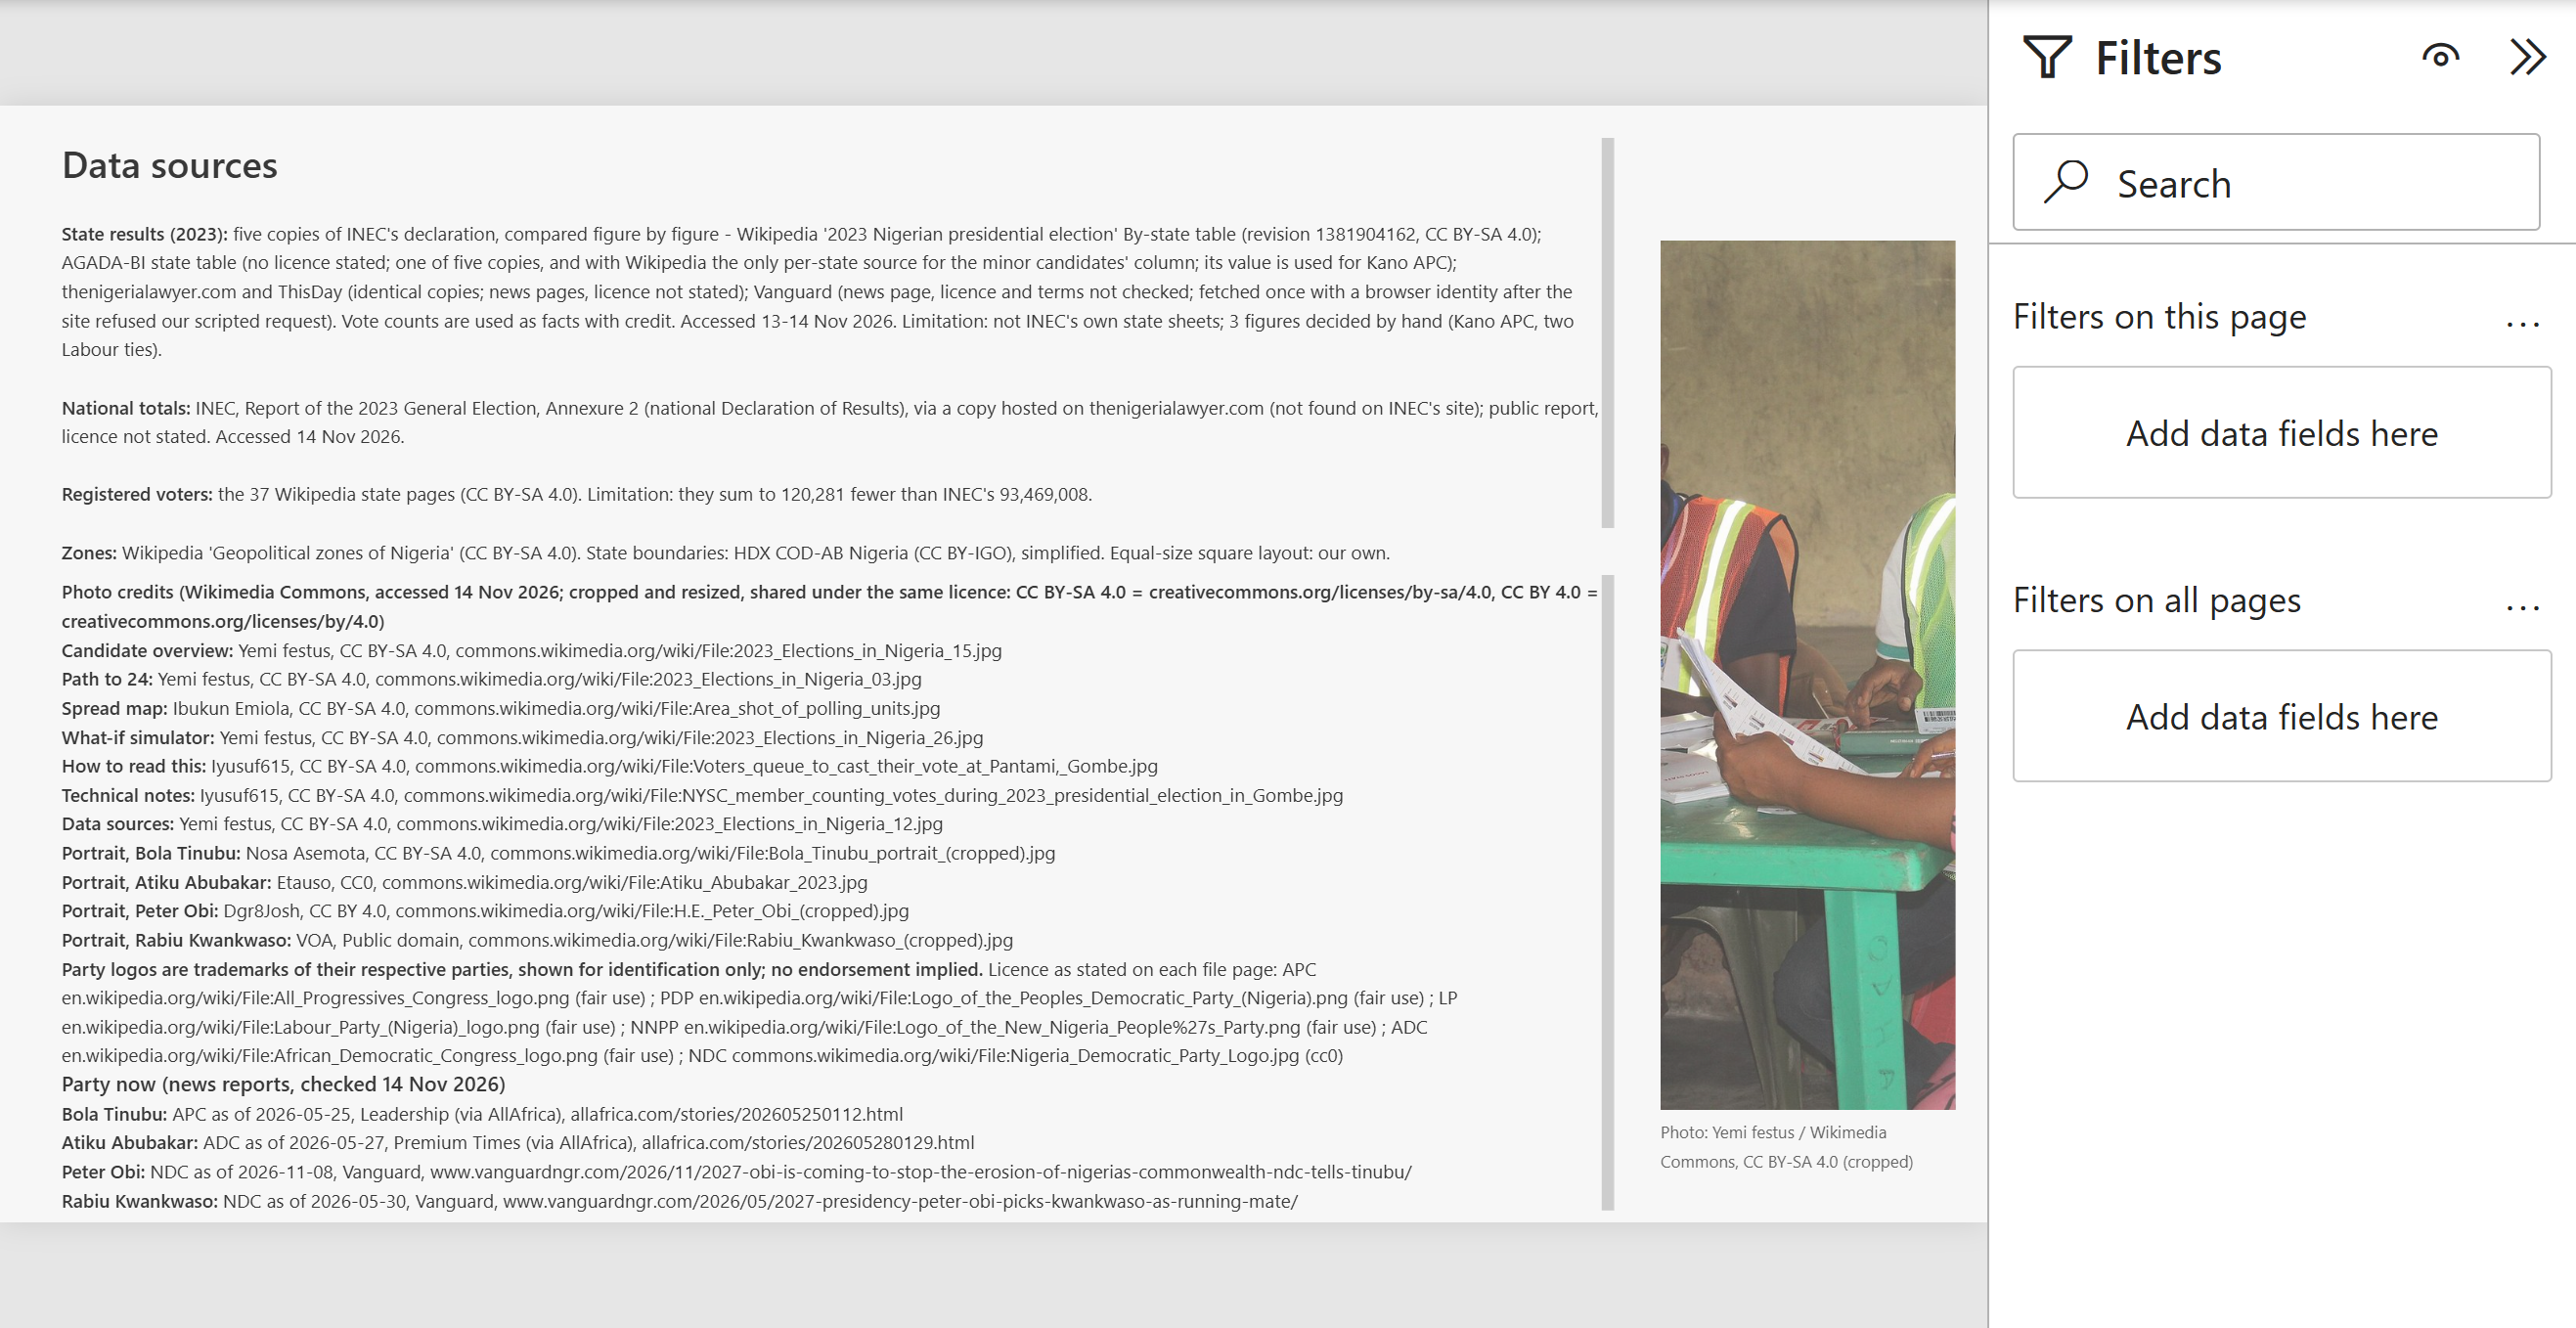 Data sources
State results (2023): five copies of INEC's declaration, compared figure by figure - Wikipedia '2023 Nigerian presidential election' By-state table (revision 1381904162, CC BY-SA 4.0);
AGADA-BI state table (no licence stated; one of five copies, and with Wikipedia the only per-state source for the minor candidates' column; its value is used for Kano APC);
thenigerialawyer.com and ThisDay (identical copies; news pages, licence not stated); Vanguard (news page, licence and terms not checked; fetched once with a browser identity after the
site refused our scripted request). Vote counts are used as facts with credit. Accessed 13-14 Nov 2026. Limitation: not INEC's own state sheets; 3 figures decided by hand (Kano APC, two
Labour ties).
National totals: INEC, Report of the 2023 General Election, Annexure 2 (national Declaration of Results), via a copy hosted on thenigerialawyer.com (not found on INEC's site); public report,
licence not stated. Accessed 14 Nov 2026.
Registered voters: the 37 Wikipedia state pages (CC BY-SA 4.0). Limitation: they sum to 120,281 fewer than INEC's 93,469,008.
Zones: Wikipedia 'Geopolitical zones of Nigeria' (CC BY-SA 4.0). State boundaries: HDX COD-AB Nigeria (CC BY-IGO), simplified. Equal-size square layout: our own.
Photo credits (Wikimedia Commons, accessed 14 Nov 2026; cropped and resized, shared under the same licence: CC BY-SA 4.0 = creativecommons.org/licenses/by-sa/4.0, CC BY 4.0 =
creativecommons.org/licenses/by/4.0)
Candidate overview: Yemi festus, CC BY-SA 4.0, commons.wikimedia.org/wiki/File:2023_Elections_in_Nigeria_15.jpg
Path to 24: Yemi festus, CC BY-SA 4.0, commons.wikimedia.org/wiki/File:2023_Elections_in_Nigeria_03.jpg
Spread map: Ibukun Emiola, CC BY-SA 4.0, commons.wikimedia.org/wiki/File:Area_shot_of_polling_units.jpg
What-if simulator: Yemi festus, CC BY-SA 4.0, commons.wikimedia.org/wiki/File:2023_Elections_in_Nigeria_26.jpg
How to read this: Iyusuf615, CC BY-SA 4.0, commons.wikimedia.org/wiki/File:Voters_queue_to_cast_their_vote_at_Pantami,_Gombe.jpg
Technical notes: Iyusuf615, CC BY-SA 4.0, commons.wikimedia.org/wiki/File:NYSC_member_counting_votes_during_2023_presidential_election_in_Gombe.jpg
Data sources: Yemi festus, CC BY-SA 4.0, commons.wikimedia.org/wiki/File:2023_Elections_in_Nigeria_12.jpg
Portrait, Bola Tinubu: Nosa Asemota, CC BY-SA 4.0, commons.wikimedia.org/wiki/File:Bola_Tinubu_portrait_(cropped).jpg
Portrait, Atiku Abubakar: Etauso, CC0, commons.wikimedia.org/wiki/File:Atiku_Abubakar_2023.jpg
Portrait, Peter Obi: Dgr8Josh, CC BY 4.0, commons.wikimedia.org/wiki/File:H.E._Peter_Obi_(cropped).jpg
Portrait, Rabiu Kwankwaso: VOA, Public domain, commons.wikimedia.org/wiki/File:Rabiu_Kwankwaso_(cropped).jpg
Party logos are trademarks of their respective parties, shown for identification only; no endorsement implied. Licence as stated on each file page: APC
en.wikipedia.org/wiki/File:All_Progressives_Congress_logo.png (fair use) ; PDP en.wikipedia.org/wiki/File:Logo_of_the_Peoples_Democratic_Party_(Nigeria).png (fair use) ; LP
en.wikipedia.org/wiki/File:Labour_Party_(Nigeria)_logo.png (fair use) ; NNPP en.wikipedia.org/wiki/File:Logo_of_the_New_Nigeria_People%27s_Party.png (fair use) ; ADC
en.wikipedia.org/wiki/File:African_Democratic_Congress_logo.png (fair use) ; NDC commons.wikimedia.org/wiki/File:Nigeria_Democratic_Party_Logo.jpg (cc0)
Party now (news reports, checked 14 Nov 2026)
Bola Tinubu: APC as of 2026-05-25, Leadership (via AllAfrica), allafrica.com/stories/202605250112.html
Atiku Abubakar: ADC as of 2026-05-27, Premium Times (via AllAfrica), allafrica.com/stories/202605280129.html
Peter Obi: NDC as of 2026-11-08, Vanguard, www.vanguardngr.com/2026/11/2027-obi-is-coming-to-stop-the-erosion-of-nigerias-commonwealth-ndc-tells-tinubu/
Rabiu Kwankwaso: NDC as of 2026-05-30, Vanguard, www.vanguardngr.com/2026/05/2027-presidency-peter-obi-picks-kwankwaso-as-running-mate/
Photo: Yemi festus / Wikimedia
Commons, CC BY-SA 4.0 (cropped)
Filters
Search
Filters on this page
...
Add data fields here
Filters on all pages
...
Add data fields here